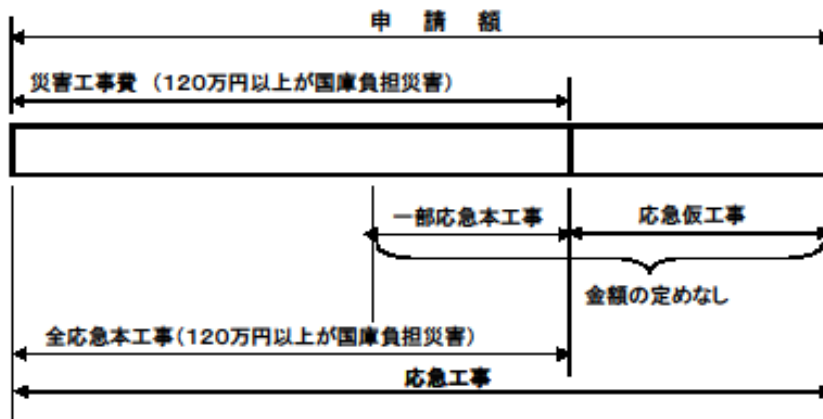 申 請 額
災害工事費 (120万円以上が国庫負担災害)
一部応急本工事
応急仮工事
金額の定めなし
全応急本工事(120万円以上が国庫負担災害)
応急工事